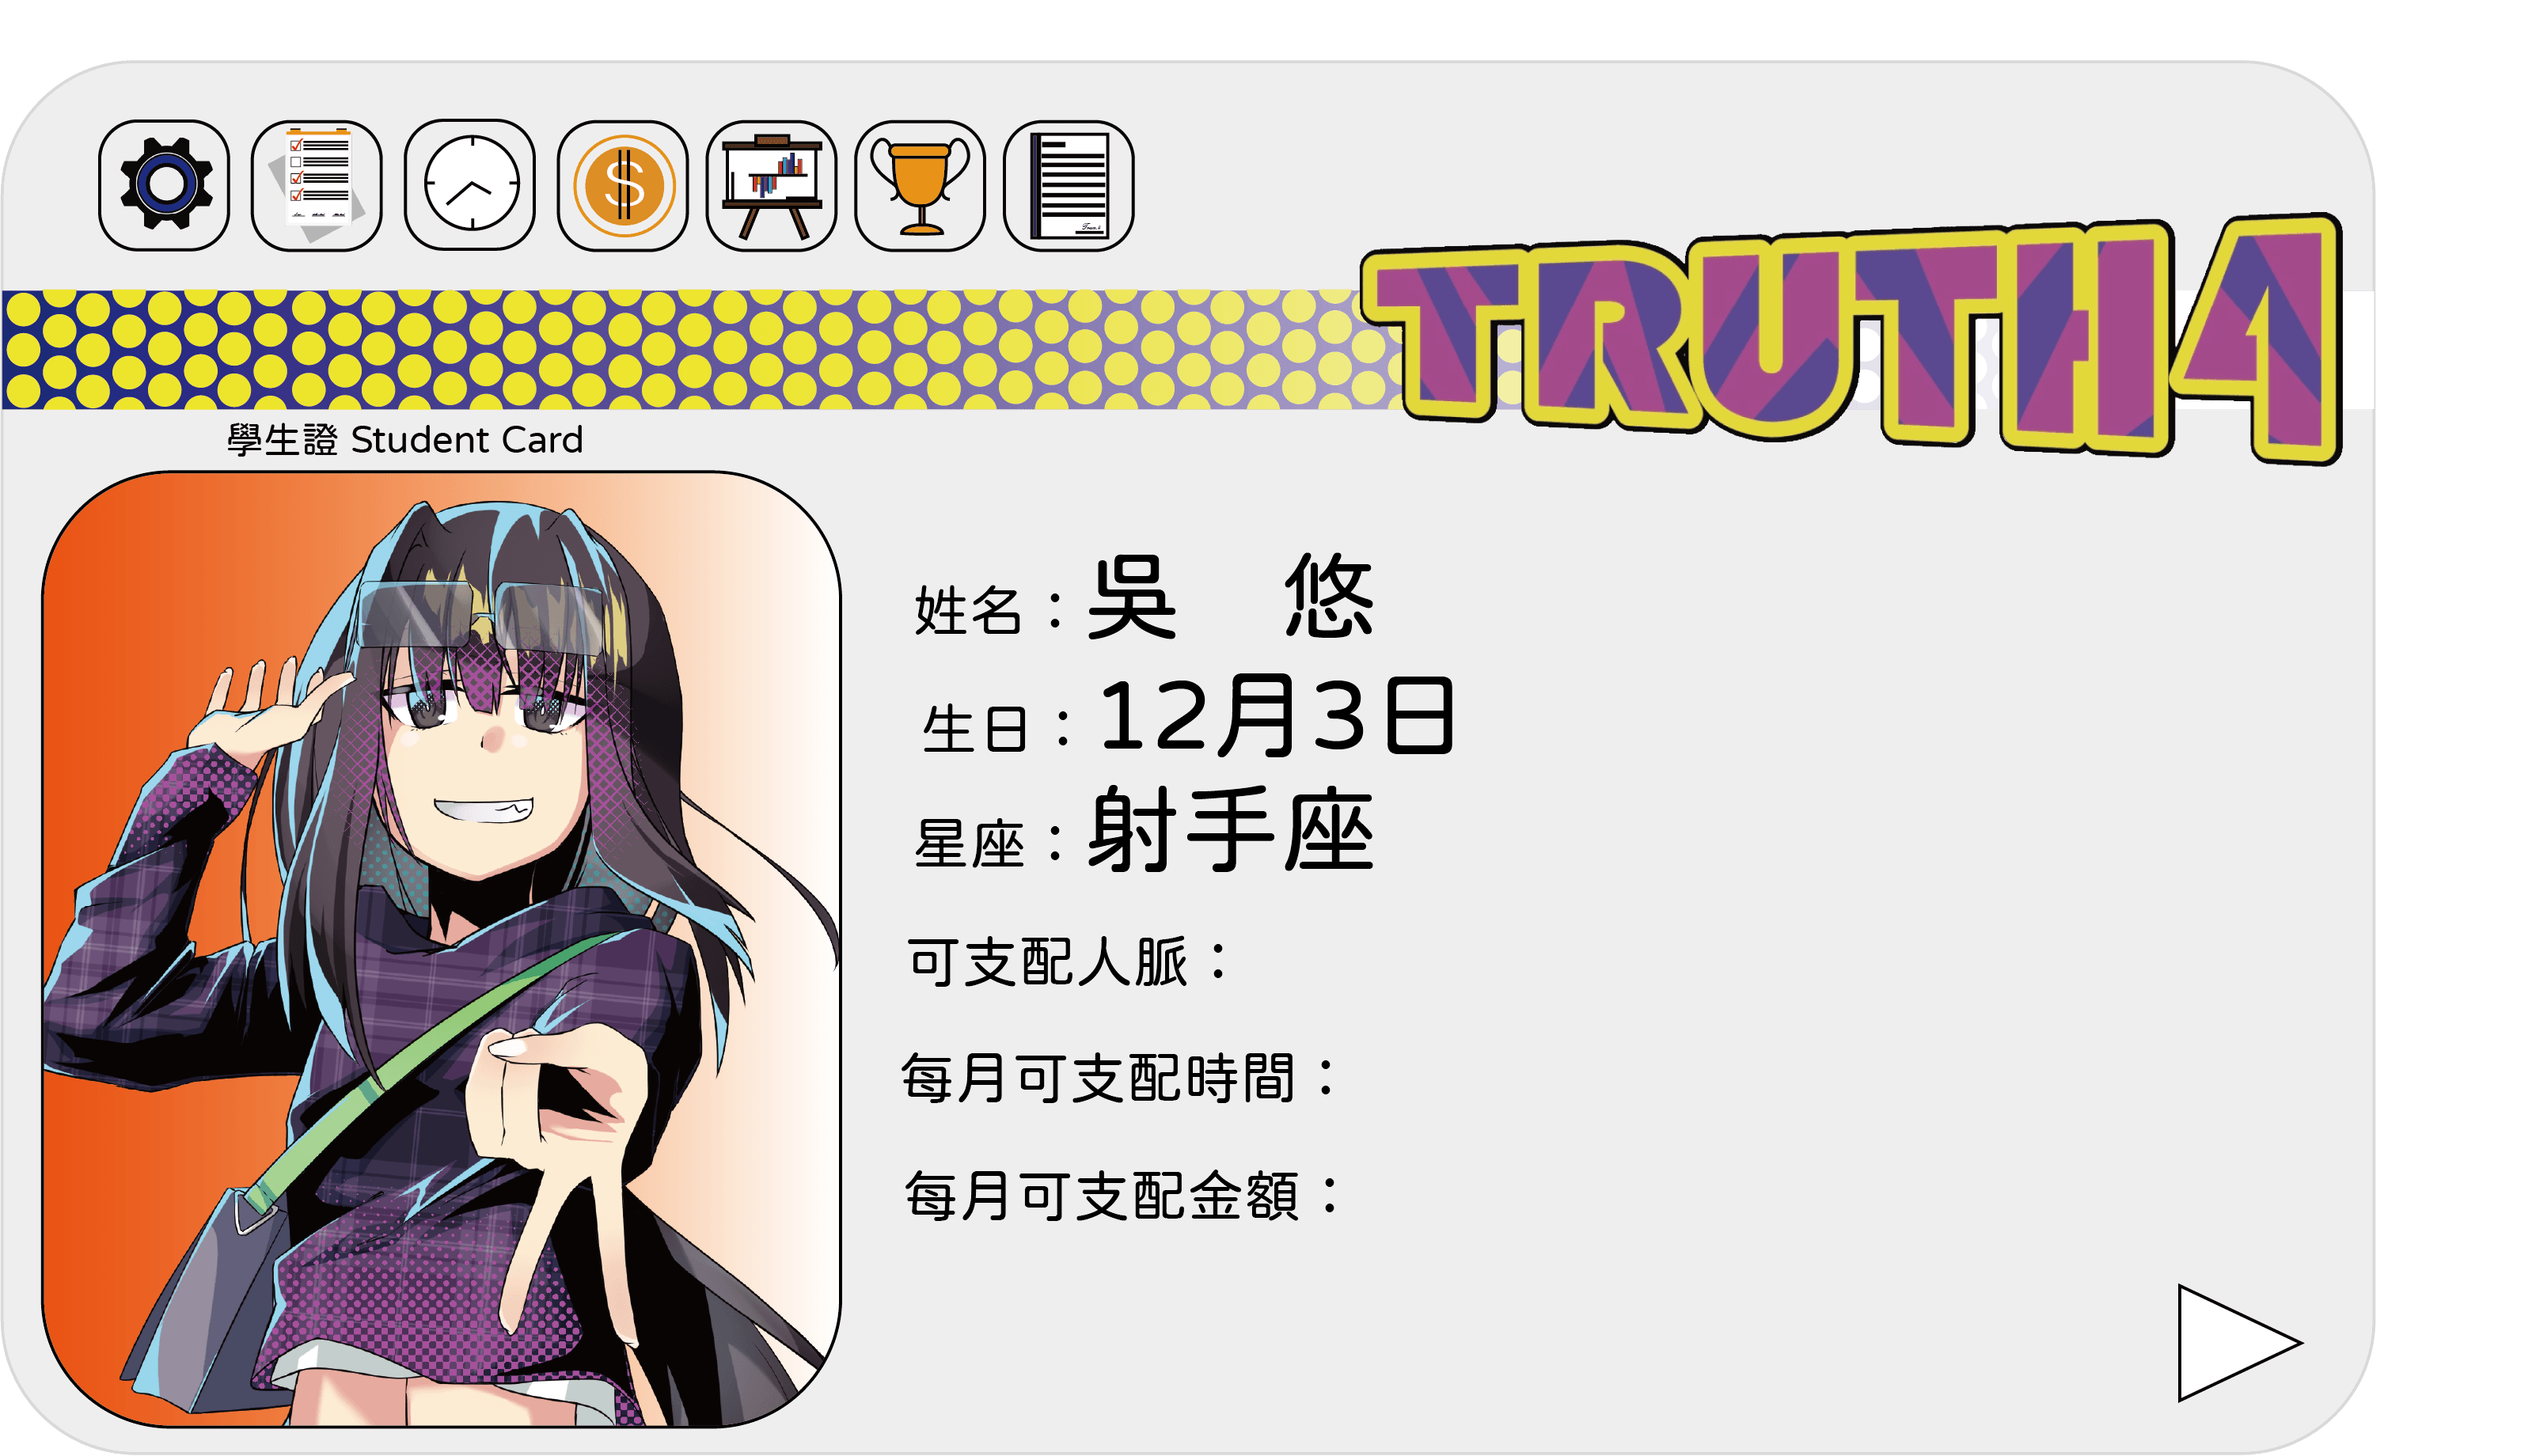 $
TRUTH4
學生證 Student Card
姓名：吳　悠
生日：12月3日
星座：射手座
可支配人脈：
每月可支配時間：
每月可支配金額：